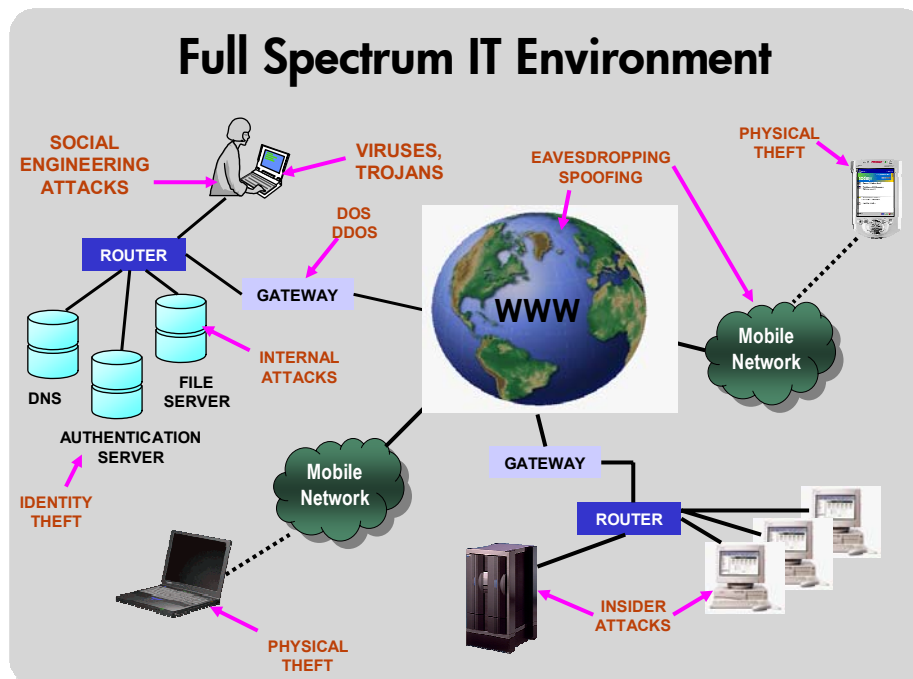 Full Spectrum IT Environment
SOCIAL
ENGINEERING
ATTACKS
VIRUSES,
TROJANS
EAVESDROPPING
SPOOFING
PHYSICAL
THEFT
DOS
DDOS
ROUTER
GATEWAY
WWW
Mobile
Network
INTERNAL
ATTACKS
DNS
FILE
SERVER
AUTHENTICATION
SERVER
IDENTITY
THEFT
Mobile
Network
GATEWAY
ROUTER
INSIDER
ATTACKS
PHYSICAL
THEFT